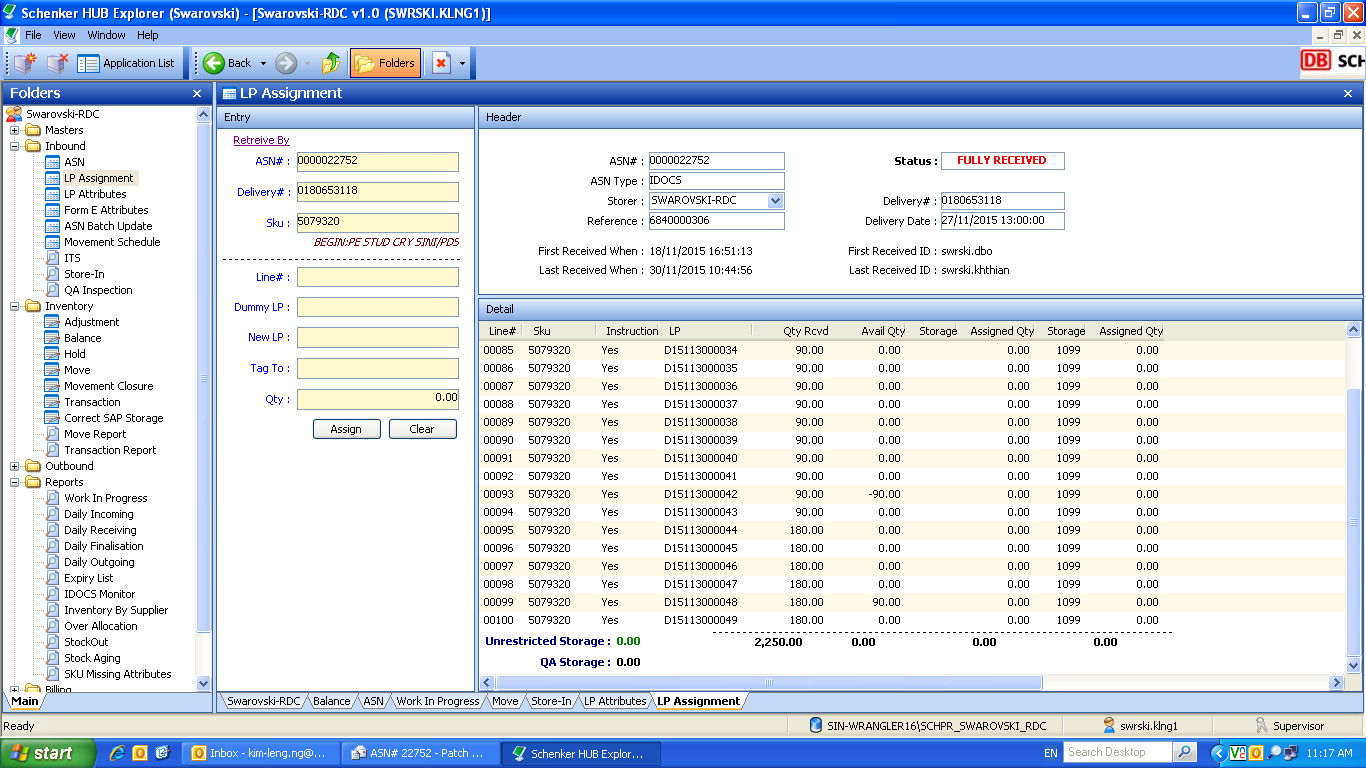 Schenker HUB Explorer (Swarovski) - [Swarovski-RDC v1.0 (SWRSKI.KLNG1)]
File View Window Help
Application List Back Folders DB SCH
Folders
Swarovski-RDC
Masters
Inbound
ASN
LP Assignment
LP Attributes
Form E Attributes
ASN Batch Update
Movement Schedule
ITS
Store-In
QA Inspection
Inventory
Adjustment
Balance
Hold
Move
Movement Closure
Transaction
Correct SAP Storage
Move Report
Transaction Report
Outbound
Reports
Work In Progress
Daily Incoming
Daily Receiving
Daily Finalisation
Daily Outgoing
Expiry List
IDOCS Monitor
Inventory By Supplier
Over Allocation
StockOut
Stock Aging
SKU Missing Attributes
Billing
Main
LP Assignment
Entry
Retreive By
ASN# : 0000022752
Delivery# : 0180653118
Sku : 5079320
BEGIN:PE STUD CRY SINI/PDS
Line# :
Dummy LP :
New LP :
Tag To :
Qty : 0.00
Assign Clear
Header
ASN# : 0000022752 Status : FULLY RECEIVED
ASN Type : IDOCS
Storer : SWAROVSKI-RDC Delivery# : 0180653118
Reference : 6840000306 Delivery Date : 27/11/2015 13:00:00
First Received When : 18/11/2015 16:51:13 First Received ID : swrski.dbo
Last Received When : 30/11/2015 10:44:56 Last Received ID : swrski.khthian
Detail
Line# Sku Instruction LP Qty Rcvd Avail Qty Storage Assigned Qty Storage Assigned Qty
00085 5079320 Yes D15113000034 90.00 0.00 0.00 1099 0.00
00086 5079320 Yes D15113000035 90.00 0.00 0.00 1099 0.00
00087 5079320 Yes D15113000036 90.00 0.00 0.00 1099 0.00
00088 5079320 Yes D15113000037 90.00 0.00 0.00 1099 0.00
00089 5079320 Yes D15113000038 90.00 0.00 0.00 1099 0.00
00090 5079320 Yes D15113000039 90.00 0.00 0.00 1099 0.00
00091 5079320 Yes D15113000040 90.00 0.00 0.00 1099 0.00
00092 5079320 Yes D15113000041 90.00 0.00 0.00 1099 0.00
00093 5079320 Yes D15113000042 90.00 -90.00 0.00 1099 0.00
00094 5079320 Yes D15113000043 90.00 0.00 0.00 1099 0.00
00095 5079320 Yes D15113000044 180.00 0.00 0.00 1099 0.00
00096 5079320 Yes D15113000045 180.00 0.00 0.00 1099 0.00
00097 5079320 Yes D15113000046 180.00 0.00 0.00 1099 0.00
00098 5079320 Yes D15113000047 180.00 0.00 0.00 1099 0.00
00099 5079320 Yes D15113000048 180.00 90.00 0.00 1099 0.00
00100 5079320 Yes D15113000049 180.00 0.00 0.00 1099 0.00
Unrestricted Storage : 0.00 2,250.00 0.00 0.00 0.00
QA Storage : 0.00
Swarovski-RDC Balance ASN Work In Progress Move Store-In LP Attributes LP Assignment
Ready SIN-WRANGLER16\SCHPR_SWAROVSKI_RDC swrski.klng1 Supervisor
start Inbox - kim-leng.ng@... ASN# 22752 - Patch ... Schenker HUB Explor... EN Search Desktop 11:17 AM